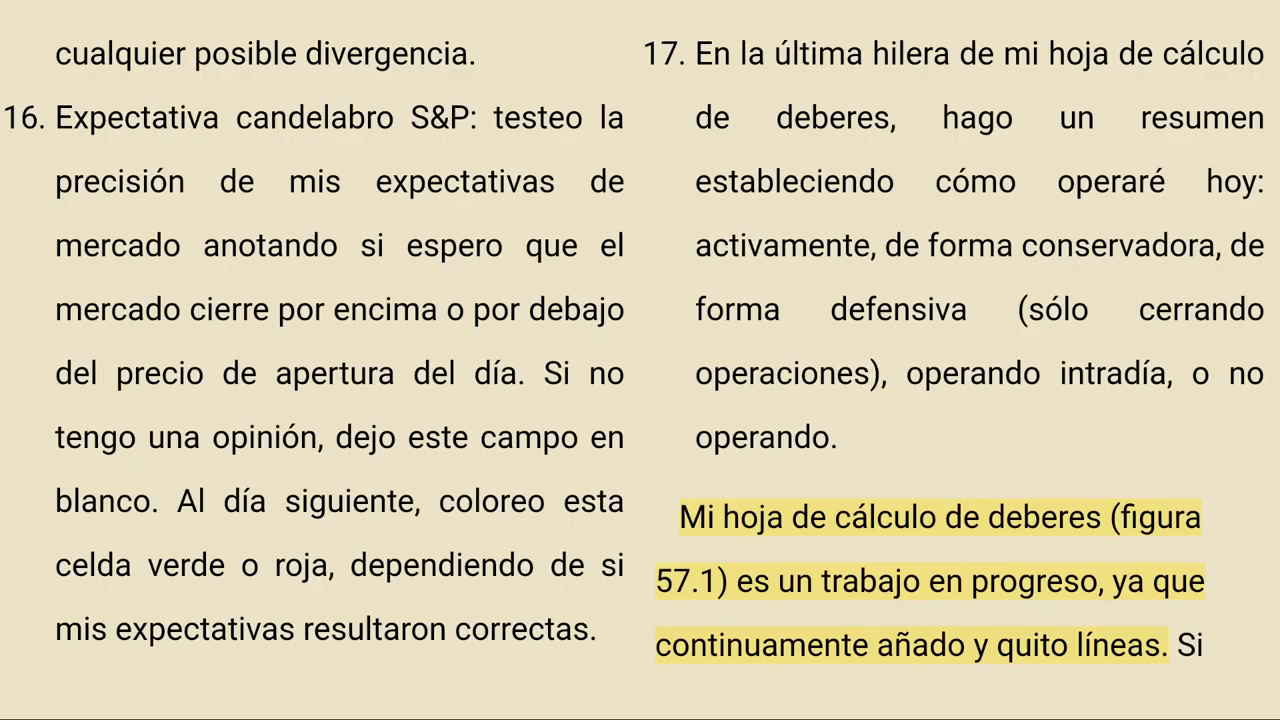 cualquier posible divergencia.
16. Expectativa candelabro S&P: testeo la
precisión de mis expectativas de
mercado anotando si espero que el
mercado cierre por encima o por debajo
del precio de apertura del día. Si no
tengo una opinión, dejo este campo en
blanco. Al día siguiente, coloreo esta
celda verde o roja, dependiendo de si
mis expectativas resultaron correctas.
17. En la última hilera de mi hoja de cálculo
de deberes, hago un resumen
estableciendo cómo operaré hoy:
activamente, de forma conservadora, de
forma defensiva (sólo cerrando
operaciones), operando intradía, o no
operando.
Mi hoja de cálculo de deberes (figura
57.1) es un trabajo en progreso, ya que
continuamente añado y quito líneas. Si